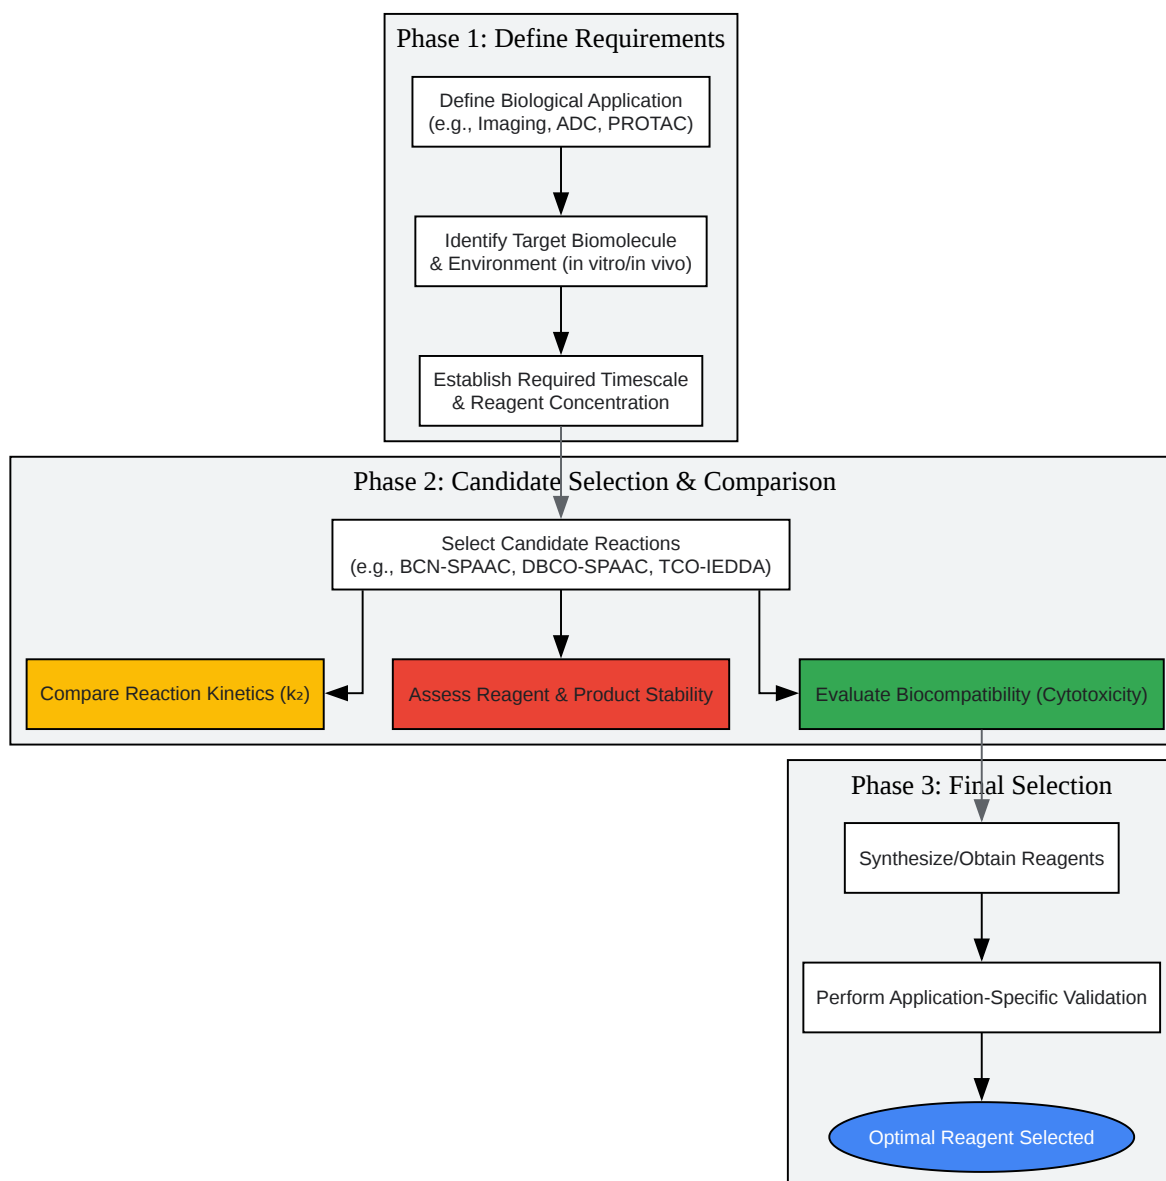 Phase 1: Define Requirements
Define Biological Application
(e.g., Imaging, ADC, PROTAC)
Identify Target Biomolecule
& Environment (in vitro/in vivo)
Establish Required Timescale
& Reagent Concentration
Phase 2: Candidate Selection & Comparison
Select Candidate Reactions
(e.g., BCN-SPAAC, DBCO-SPAAC, TCO-IEDDA)
Compare Reaction Kinetics (k₂)
Assess Reagent & Product Stability
Evaluate Biocompatibility (Cytotoxicity)
Phase 3: Final Selection
Synthesize/Obtain Reagents
Perform Application-Specific Validation
Optimal Reagent Selected